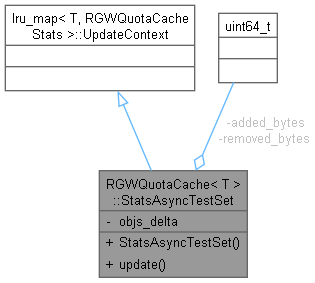 lru_map< T, RGWQuotaCache
Stats >::UpdateContext
uint64_t
-added_bytes
-removed_bytes
RGWQuotaCache< T >
::StatsAsyncTestSet
- objs_delta
+ StatsAsyncTestSet()
+ update()